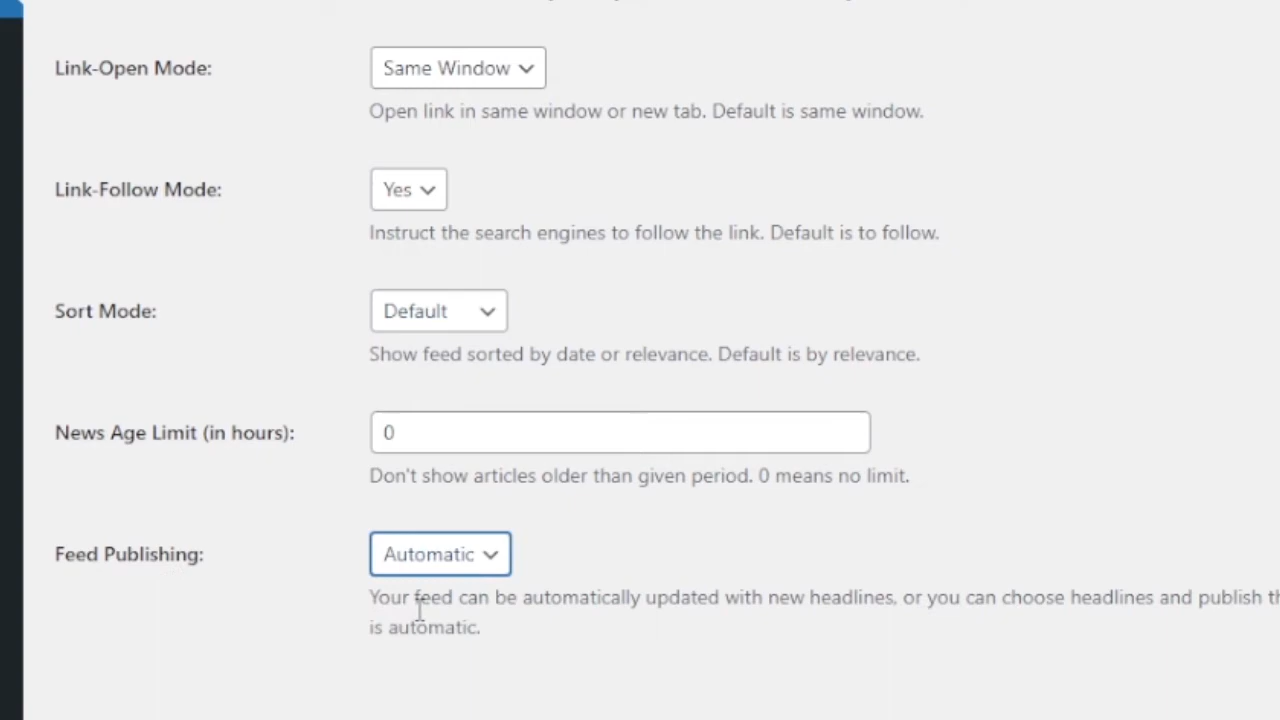 Link-Open Mode:
Same Window
Open link in same window or new tab. Default is same window.
Link-Follow Mode:
Yes
Instruct the search engines to follow the link. Default is to follow.
Sort Mode:
Default
Show feed sorted by date or relevance. Default is by relevance.
News Age Limit (in hours):
0
Don't show articles older than given period. 0 means no limit.
Feed Publishing:
Automatic
Your feed can be automatically updated with new headlines, or you can choose headlines and publish
is automatic.